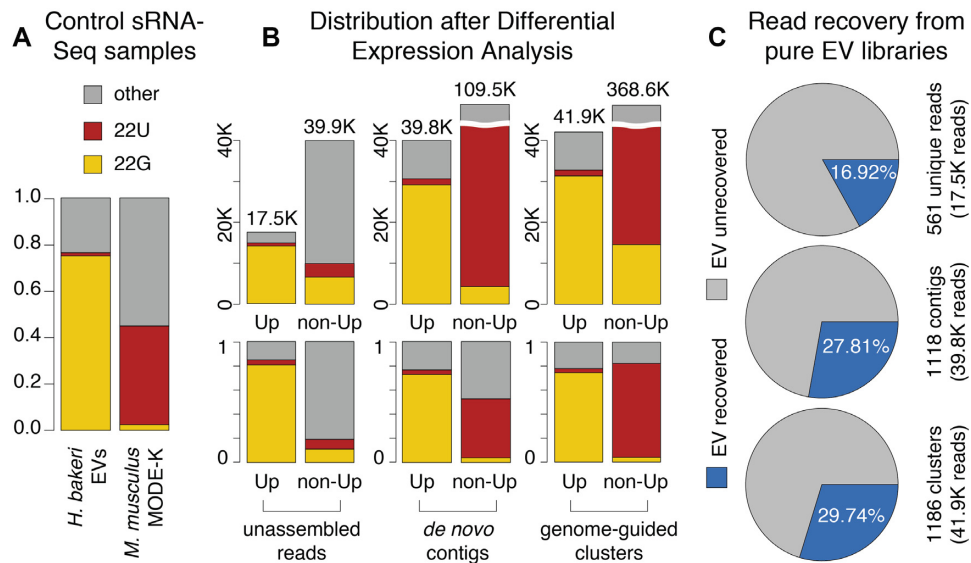 A
Control sRNA-
Seq samples
other
22U
22G
1.0
0.8
0.6
0.4
0.2
0.0
H. bakeri
EVs
M. musculus
MODE-K
B
Distribution after Differential
Expression Analysis
40K
20K
0
17.5K
39.9K
Up
non-Up
40K
20K
0
39.8K
109.5K
Up
non-Up
40K
20K
0
41.9K
368.6K
Up
non-Up
1
0
Up
non-Up
unassembled
reads
1
0
Up
non-Up
de novo
contigs
1
0
Up
non-Up
genome-guided
clusters
C
Read recovery from
pure EV libraries
EV unrecovered
EV recovered
16.92%
561 unique reads
(17.5K reads)
27.81%
1118 contigs
(39.8K reads)
29.74%
1186 clusters
(41.9K reads)